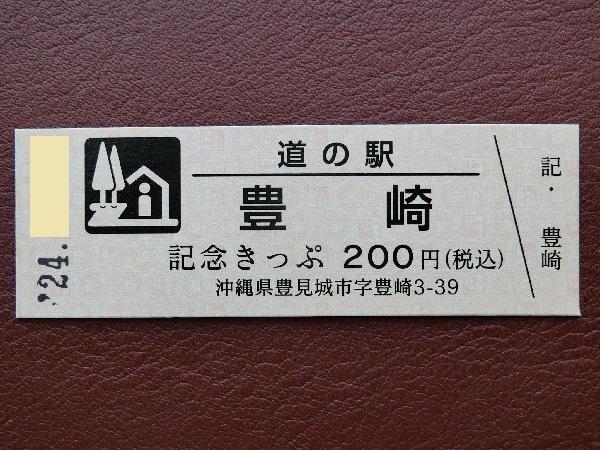 道の駅
豊崎
記念きっぷ 200円(税込)
沖縄県豊見城市字豊崎3-39
記・豊崎
'24.